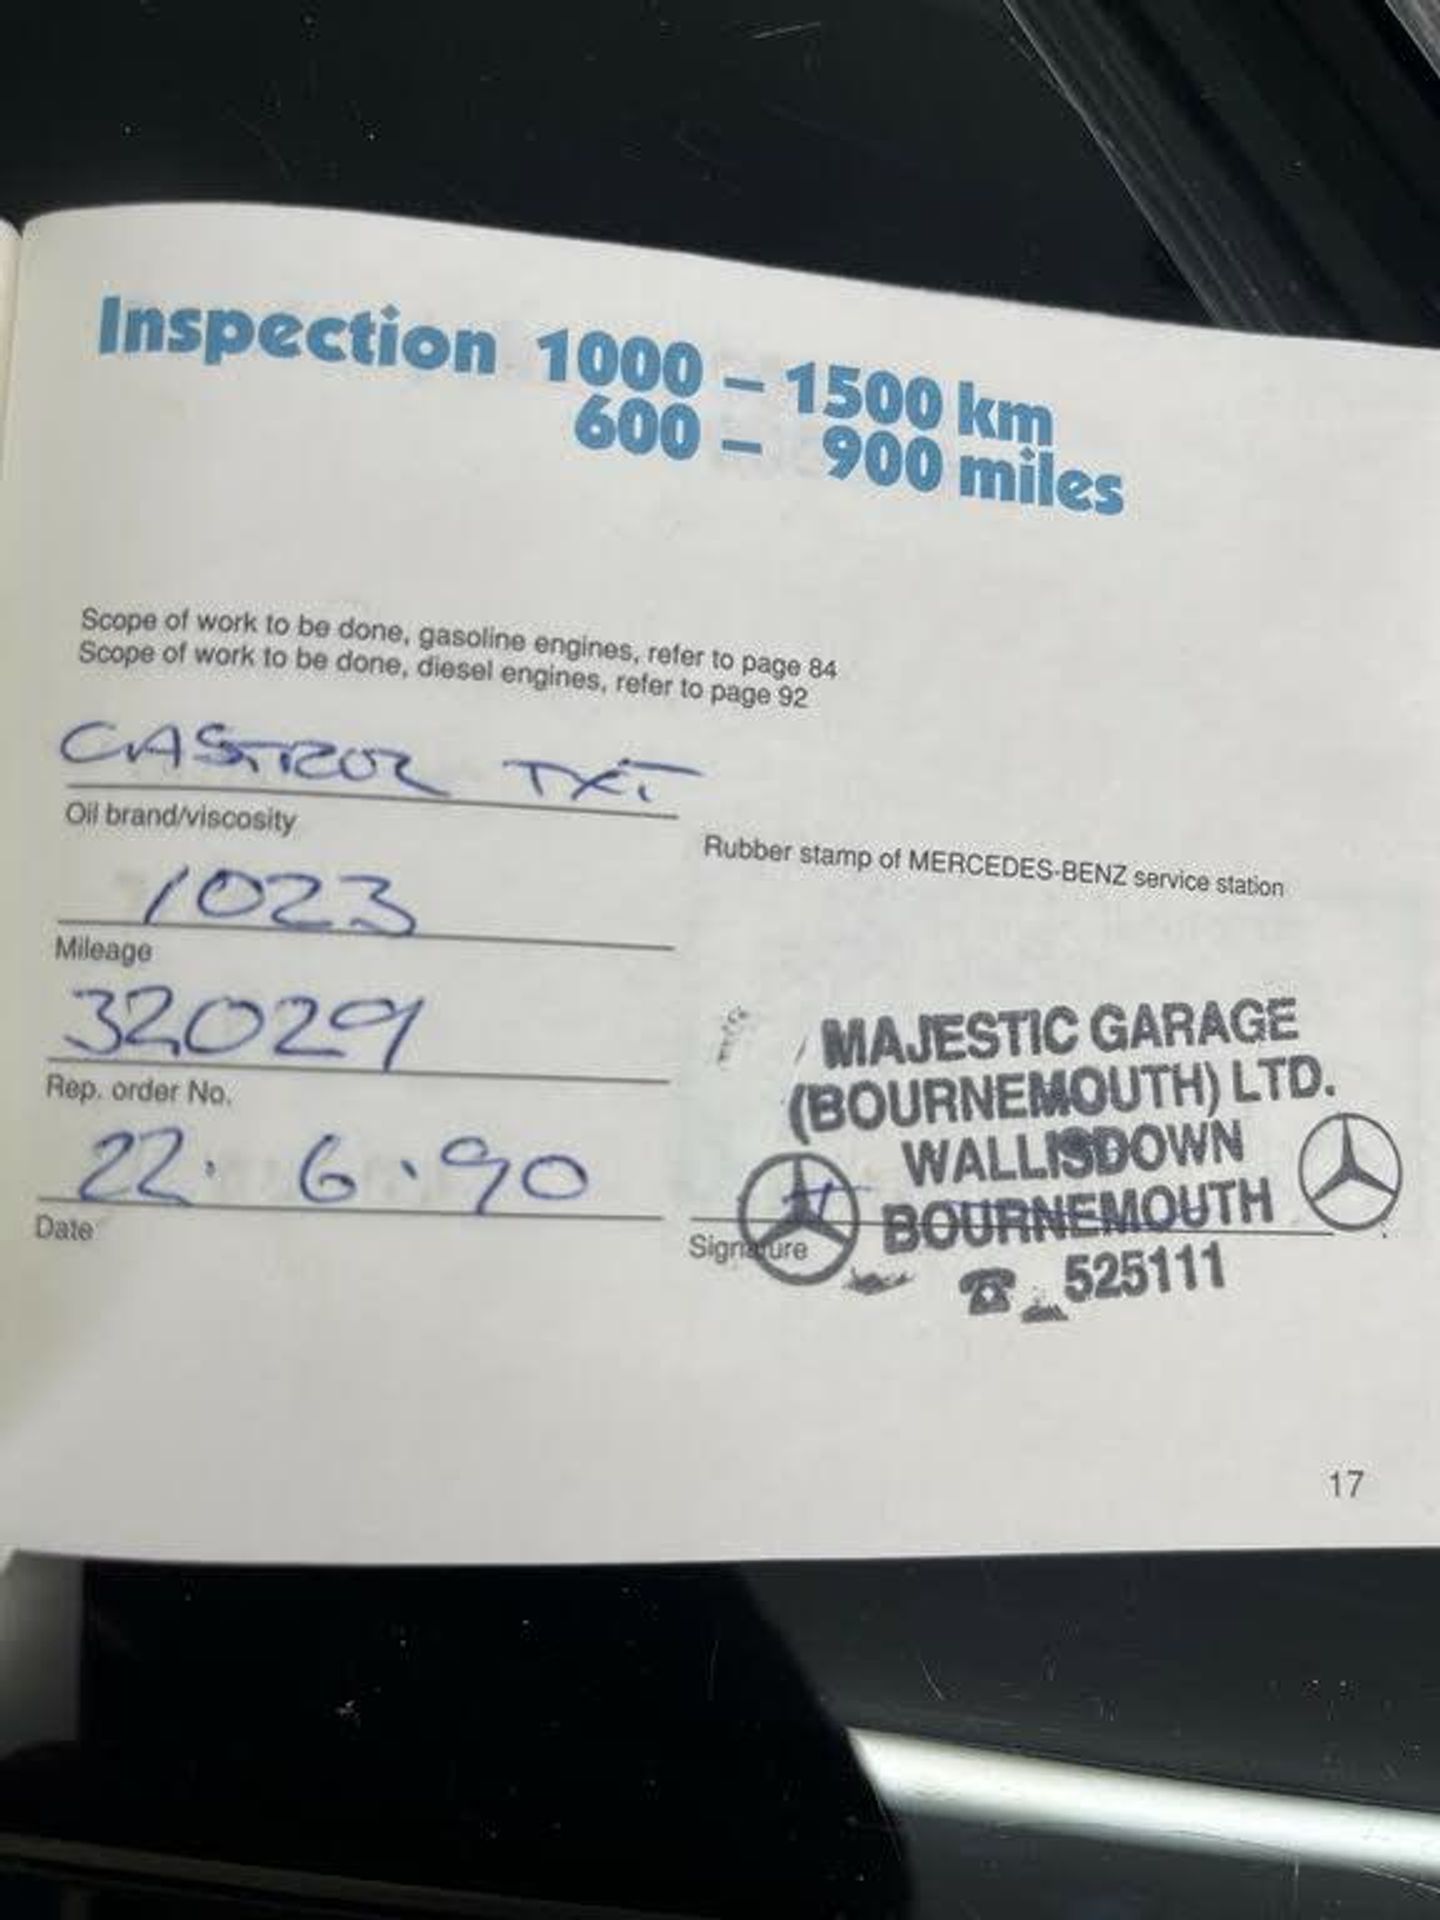 Inspection 1000 – 1500 km
600 – 900 miles
Scope of work to be done, gasoline engines, refer to page 84
Scope of work to be done, diesel engines, refer to page 92
CASTROL TXT
Oil brand/viscosity
Rubber stamp of MERCEDES-BENZ service station
1023
Mileage
32029
Rep. order No.
22·6·90
Date
MAJESTIC GARAGE
(BOURNEMOUTH) LTD.
WALLISDOWN
BOURNEMOUTH
☎ 525111
Signature
17